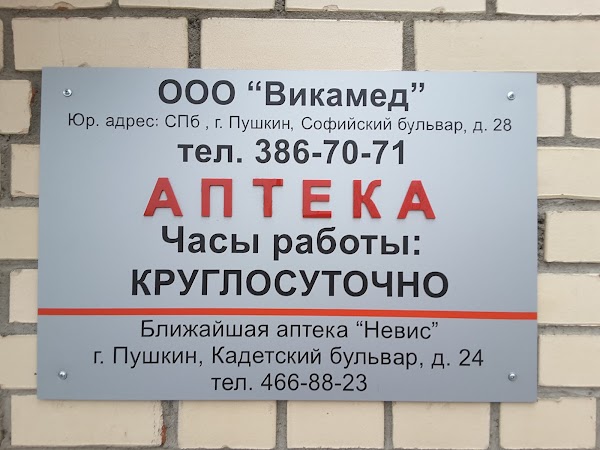 ООО “Викамед”
Юр. адрес: СПб , г. Пушкин, Софийский бульвар, д. 28
тел. 386-70-71
АПТЕКА
Часы работы:
КРУГЛОСУТОЧНО
Ближайшая аптека “Невис”
г. Пушкин, Кадетский бульвар, д. 24
тел. 466-88-23